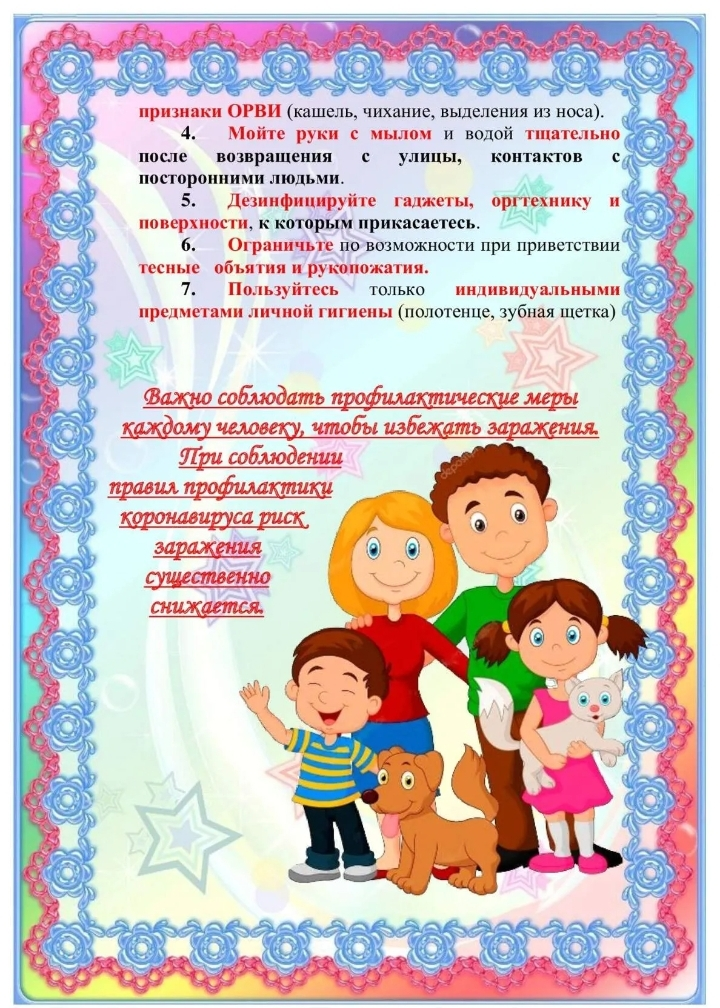 признаки ОРВИ (кашель, чихание, выделения из носа).
4. Мойте руки с мылом и водой тщательно
после возвращения с улицы, контактов с
посторонними людьми.
5. Дезинфицируйте гаджеты, оргтехнику и
поверхности, к которым прикасаетесь.
6. Ограничьте по возможности при приветствии
тесные объятия и рукопожатия.
7. Пользуйтесь только индивидуальными
предметами личной гигиены (полотенце, зубная щетка)
Важно соблюдать профилактические меры
каждому человеку, чтобы избежать заражения.
При соблюдении
правил профилактики
коронавируса риск
заражения
существенно
снижается.